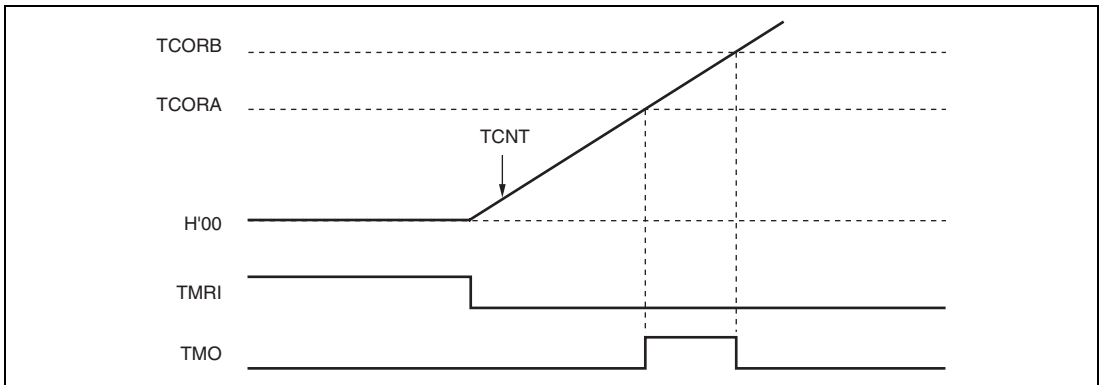 TCORB
TCORA
TCNT
H'00
TMRI
TMO